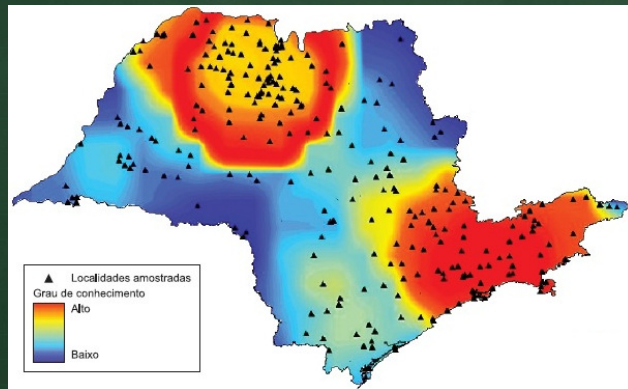 Localidades amostradas
Grau de conhecimento
Alto
Baixo